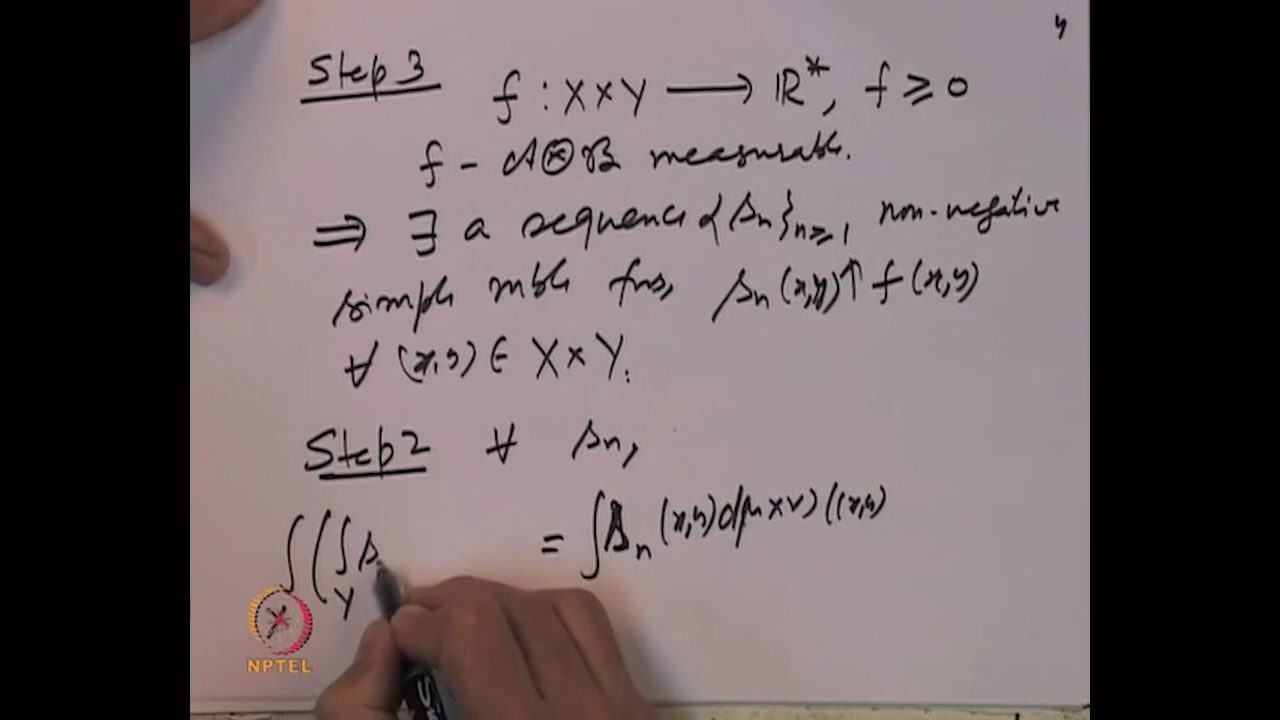 4
Step 3 f : X × Y ⟶ ℝ*, f ⩾ 0
f - 𝒜⊗ℬ measurable.
⟹ ∃ a sequence {sₙ}ₙ≥₁ non-negative
simple mble fns, sₙ(x,y)↑ f(x,y)
∀ (x,y) ∈ X × Y.
Step 2 ∀ sₙ,
∫(∫_Y s = ∫ sₙ (x,y) d(μ×ν) ((x,y)
NPTEL